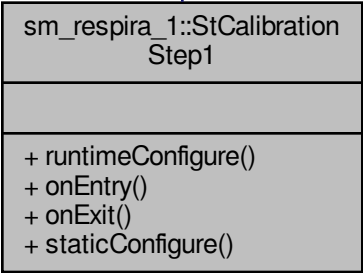 sm_respira_1::StCalibration
Step1
+ runtimeConfigure()
+ onEntry()
+ onExit()
+ staticConfigure()